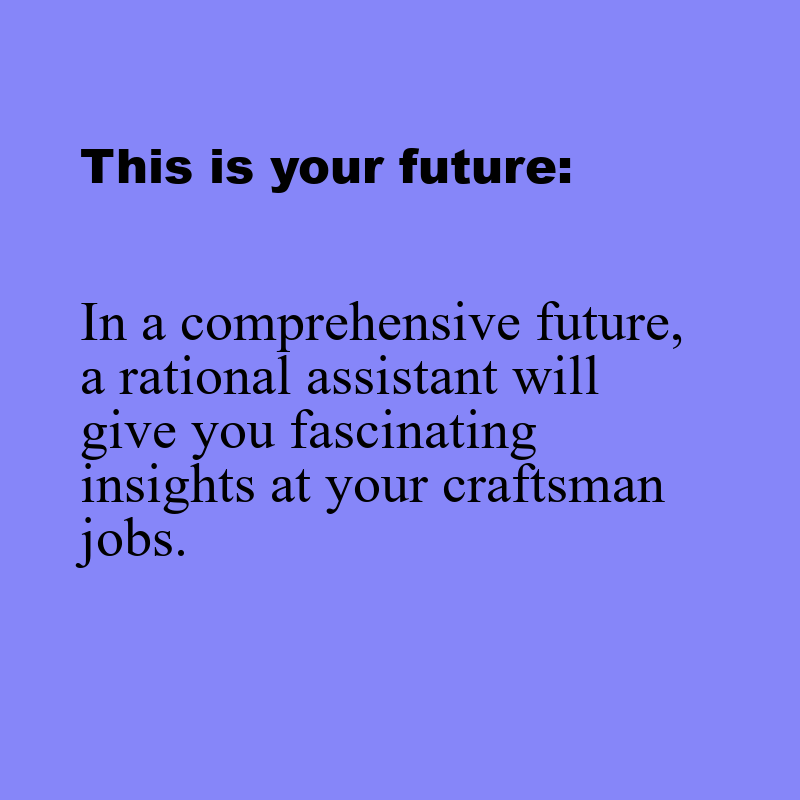 This is your future:
In a comprehensive future,
a rational assistant will
give you fascinating
insights at your craftsman
jobs.